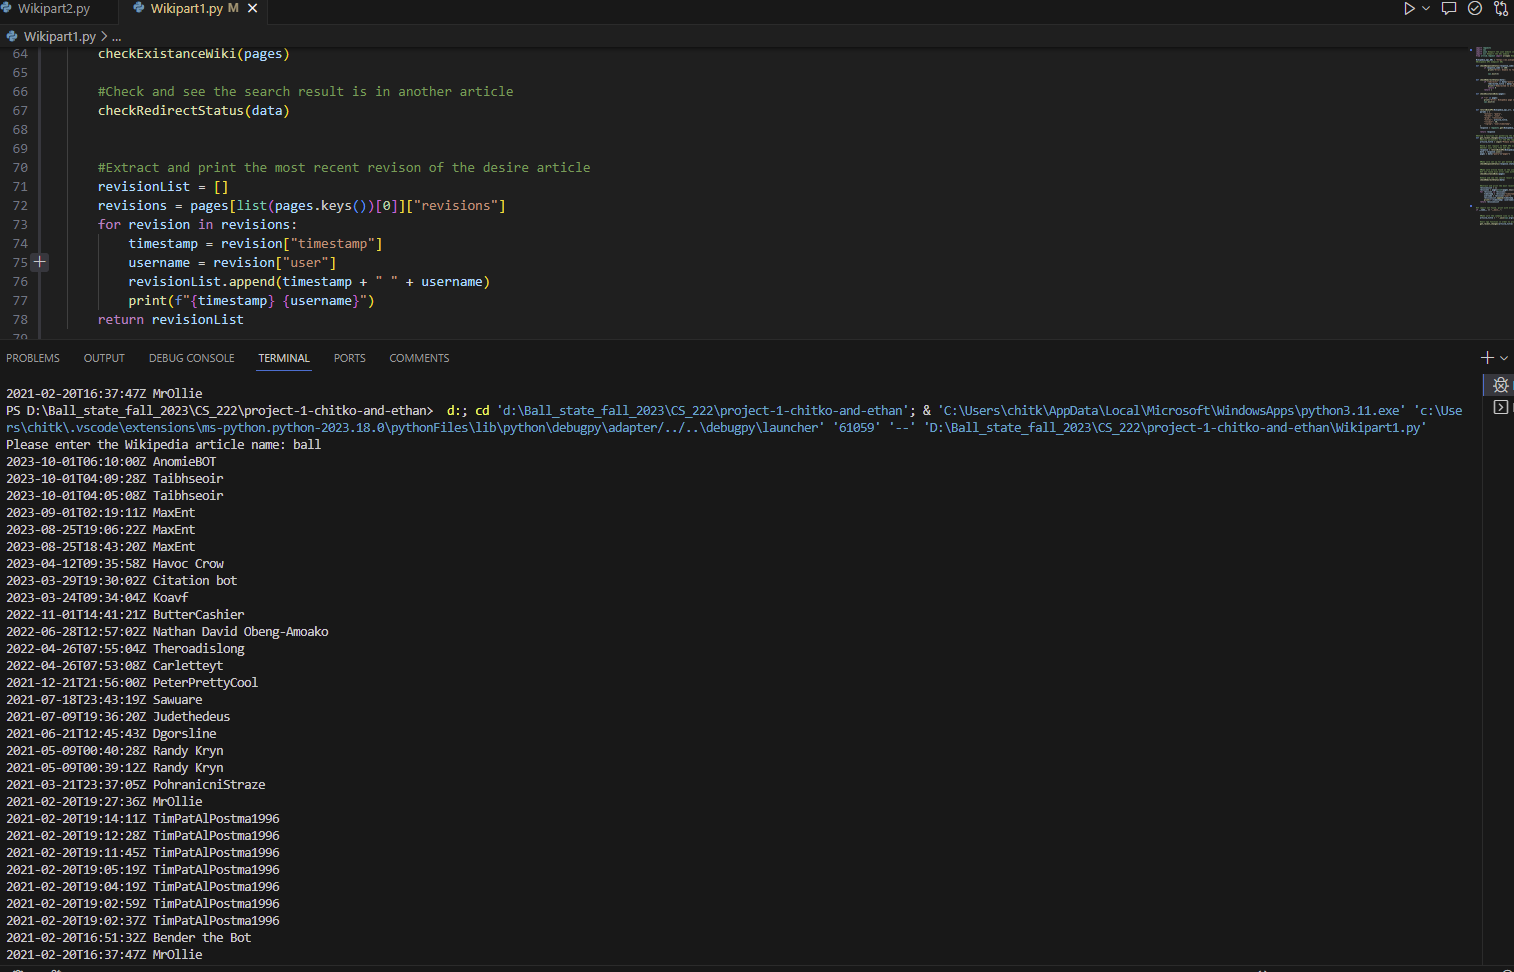 Wikipart2.py Wikipart1.py M
Wikipart1.py > ...
64 checkExistanceWiki(pages)
65
66 #Check and see the search result is in another article
67 checkRedirectStatus(data)
68
69
70 #Extract and print the most recent revison of the desire article
71 revisionList = []
72 revisions = pages[list(pages.keys())[0]]["revisions"]
73 for revision in revisions:
74 timestamp = revision["timestamp"]
75 username = revision["user"]
76 revisionList.append(timestamp + " " + username)
77 print(f"{timestamp} {username}")
78 return revisionList
79
PROBLEMS OUTPUT DEBUG CONSOLE TERMINAL PORTS COMMENTS
2021-02-20T16:37:47Z MrOllie
PS D:\Ball_state_fall_2023\CS_222\project-1-chitko-and-ethan> d:; cd 'd:\Ball_state_fall_2023\CS_222\project-1-chitko-and-ethan'; & 'C:\Users\chitk\AppData\Local\Microsoft\WindowsApps\python3.11.exe' 'c:\Use
rs\chitk\.vscode\extensions\ms-python.python-2023.18.0\pythonFiles\lib\python\debugpy\adapter/../..\debugpy\launcher' '61059' '--' 'D:\Ball_state_fall_2023\CS_222\project-1-chitko-and-ethan\Wikipart1.py'
Please enter the Wikipedia article name: ball
2023-10-01T06:10:00Z AnomieBOT
2023-10-01T04:09:28Z Taibhseoir
2023-10-01T04:05:08Z Taibhseoir
2023-09-01T02:19:11Z MaxEnt
2023-08-25T19:06:22Z MaxEnt
2023-08-25T18:43:20Z MaxEnt
2023-04-12T09:35:58Z Havoc Crow
2023-03-29T19:30:02Z Citation bot
2023-03-24T09:34:04Z Koavf
2022-11-01T14:41:21Z ButterCashier
2022-06-28T12:57:02Z Nathan David Obeng-Amoako
2022-04-26T07:55:04Z Theroadislong
2022-04-26T07:53:08Z Carletteyt
2021-12-21T21:56:00Z PeterPrettyCool
2021-07-18T23:43:19Z Sawuare
2021-07-09T19:36:20Z Judethedeus
2021-06-21T12:45:43Z Dgorsline
2021-05-09T00:40:28Z Randy Kryn
2021-05-09T00:39:12Z Randy Kryn
2021-03-21T23:37:05Z PohranicniStraze
2021-02-20T19:27:36Z MrOllie
2021-02-20T19:14:11Z TimPatAlPostma1996
2021-02-20T19:12:28Z TimPatAlPostma1996
2021-02-20T19:11:45Z TimPatAlPostma1996
2021-02-20T19:05:19Z TimPatAlPostma1996
2021-02-20T19:04:19Z TimPatAlPostma1996
2021-02-20T19:02:59Z TimPatAlPostma1996
2021-02-20T19:02:37Z TimPatAlPostma1996
2021-02-20T16:51:32Z Bender the Bot
2021-02-20T16:37:47Z MrOllie